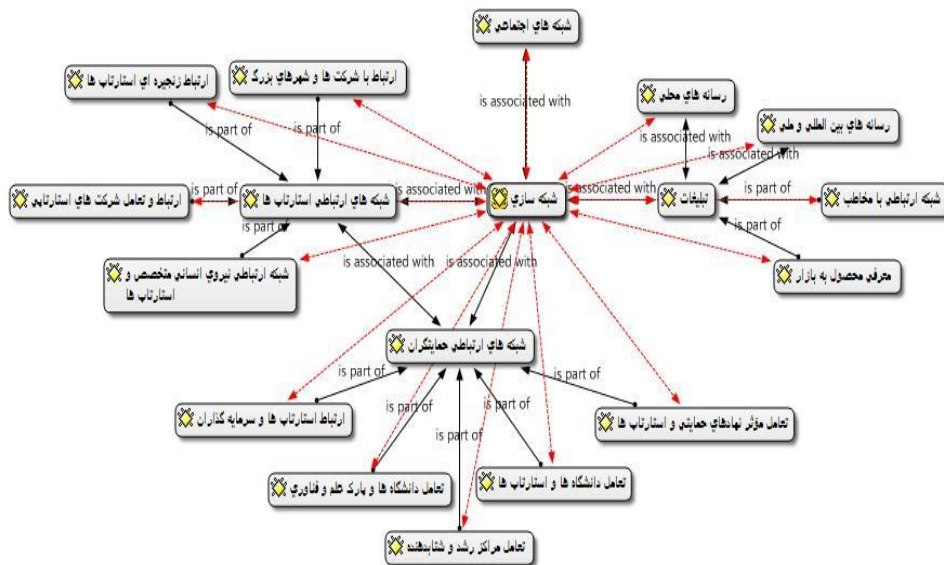 شبکه هاي اجتماعي
ارتباط زنجيره اي استارتاپ ها
ارتباط با شرکت ها و شهرهاي بزرگ
is associated with
رسانه هاي محلي
رسانه هاي بين المللي و ملي
is part of
is part of
is associated with
is associated with
ارتباط و تعامل شرکت هاي استارتاپي
is part of
شبکه هاي ارتباطي استارتاپ ها
is associated with
شبکه سازي
is associated with
تبليغات
is part of
شبکه ارتباطي با مخاطب
is part of
is part of
شبکه ارتباطي نيروي انساني متخصص و
استارتاپ ها
is associated with
is associated with
معرفي محصول به بازار
شبکه هاي ارتباطي حمايتگران
is part of
is part of
ارتباط استارتاپ ها و سرمايه گذاران
is part of
is part of
is part of
تعامل مؤثر نهادهاي حمايتي و استارتاپ ها
تعامل دانشگاه ها و پارک علم و فناوري
تعامل دانشگاه ها و استارتاپ ها
تعامل مراکز رشد و شتابدهنده